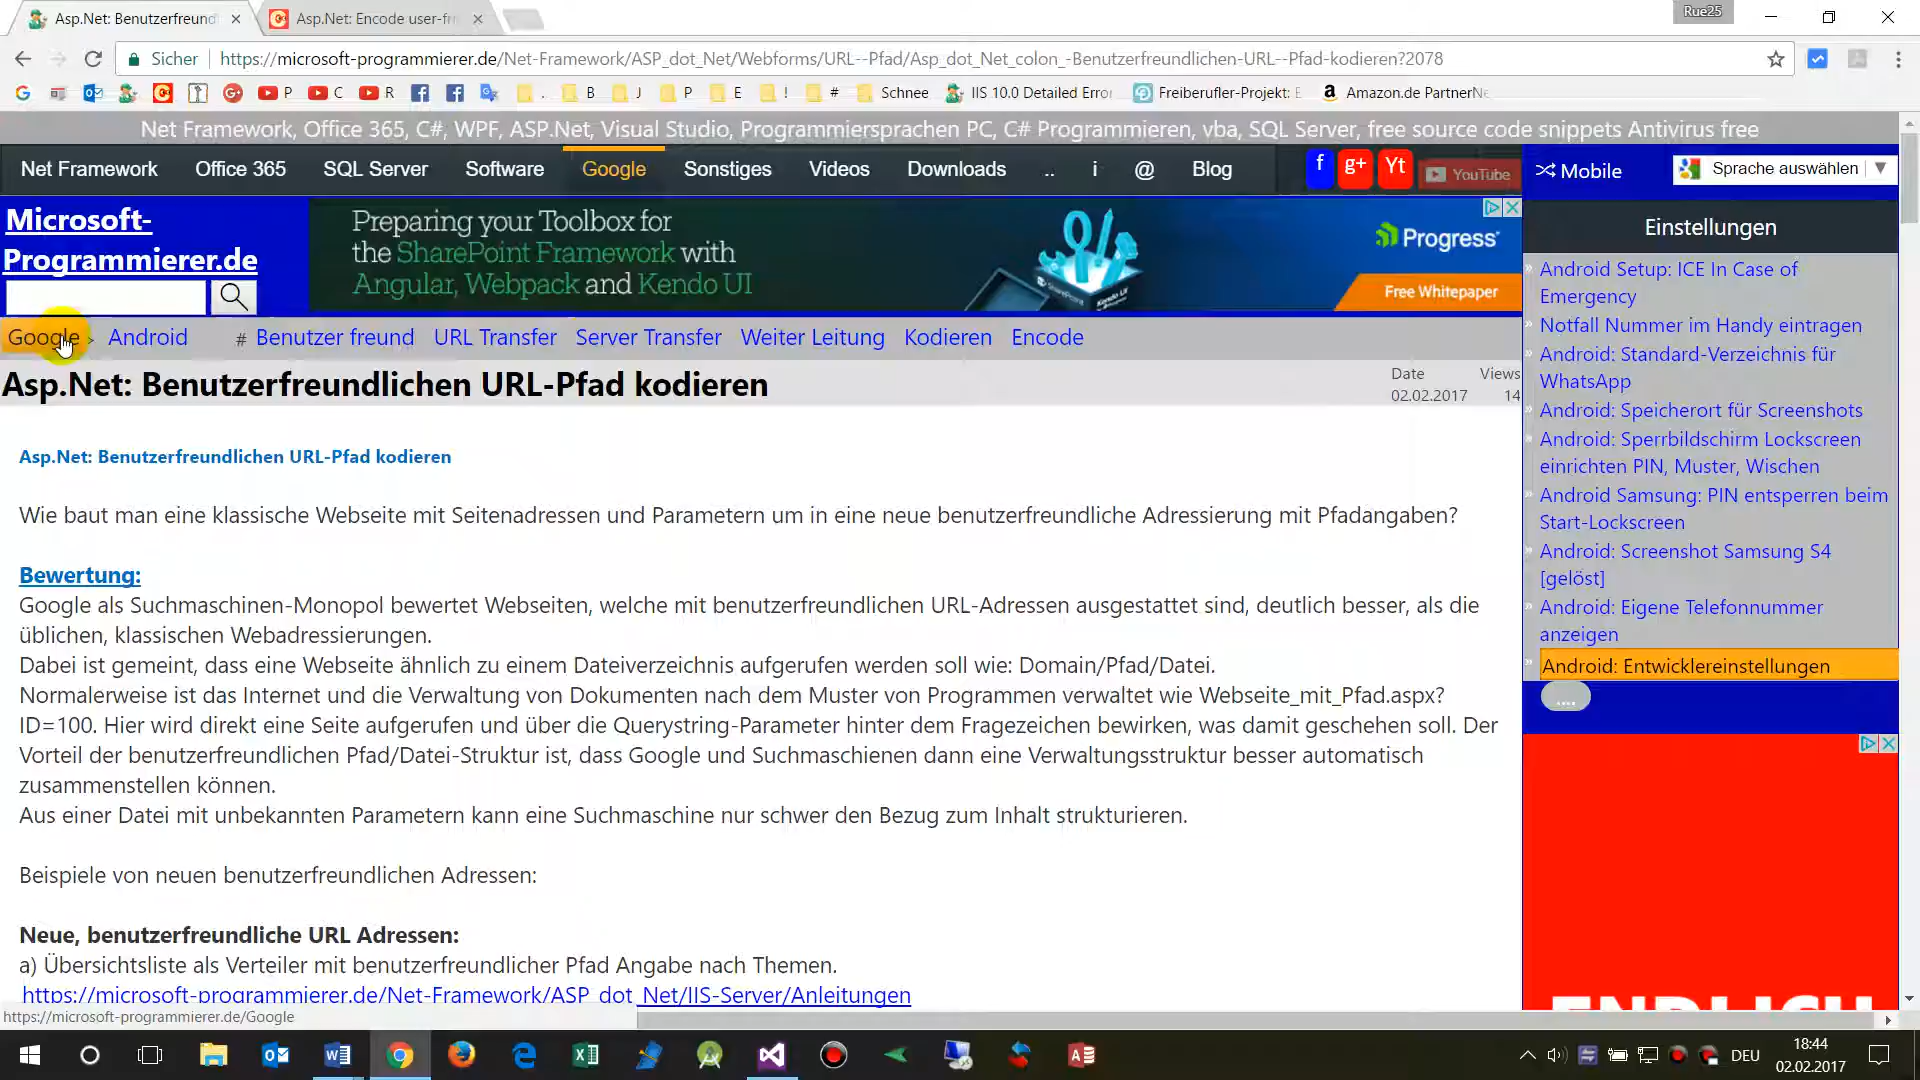 Asp.Net: Benutzerfreund
Asp.Net: Encode user-fri
Rue25
Sicher
https://microsoft-programmierer.de/Net-Framework/ASP_dot_Net/Webforms/URL--Pfad/Asp_dot_Net_colon_-Benutzerfreundlichen-URL--Pfad-kodieren?2078
P C R . B J P E ! # Schnee IIS 10.0 Detailed Error Freiberufler-Projekt: E Amazon.de PartnerNe
Net Framework, Office 365, C#, WPF, ASP.Net, Visual Studio, Programmiersprachen PC, C# Programmieren, vba, SQL Server, free source code snippets Antivirus free
Net Framework Office 365 SQL Server Software Google Sonstiges Videos Downloads .. i @ Blog f g+ Yt YouTube
Mobile
Sprache auswählen
Microsoft-
Programmierer.de
Preparing your Toolbox for
the SharePoint Framework with
Angular, Webpack and Kendo UI
Progress
Free Whitepaper
Einstellungen
Google > Android # Benutzer freund URL Transfer Server Transfer Weiter Leitung Kodieren Encode
Asp.Net: Benutzerfreundlichen URL-Pfad kodieren
Date Views
02.02.2017 14
Asp.Net: Benutzerfreundlichen URL-Pfad kodieren
Wie baut man eine klassische Webseite mit Seitenadressen und Parametern um in eine neue benutzerfreundliche Adressierung mit Pfadangaben?
Bewertung:
Google als Suchmaschinen-Monopol bewertet Webseiten, welche mit benutzerfreundlichen URL-Adressen ausgestattet sind, deutlich besser, als die
üblichen, klassischen Webadressierungen.
Dabei ist gemeint, dass eine Webseite ähnlich zu einem Dateiverzeichnis aufgerufen werden soll wie: Domain/Pfad/Datei.
Normalerweise ist das Internet und die Verwaltung von Dokumenten nach dem Muster von Programmen verwaltet wie Webseite_mit_Pfad.aspx?
ID=100. Hier wird direkt eine Seite aufgerufen und über die Querystring-Parameter hinter dem Fragezeichen bewirken, was damit geschehen soll. Der
Vorteil der benutzerfreundlichen Pfad/Datei-Struktur ist, dass Google und Suchmaschienen dann eine Verwaltungsstruktur besser automatisch
zusammenstellen können.
Aus einer Datei mit unbekannten Parametern kann eine Suchmaschine nur schwer den Bezug zum Inhalt strukturieren.
Beispiele von neuen benutzerfreundlichen Adressen:
Neue, benutzerfreundliche URL Adressen:
a) Übersichtsliste als Verteiler mit benutzerfreundlicher Pfad Angabe nach Themen.
https://microsoft-programmierer.de/Net-Framework/ASP_dot_Net/IIS-Server/Anleitungen
https://microsoft-programmierer.de/Google
» Android Setup: ICE In Case of
Emergency
» Notfall Nummer im Handy eintragen
» Android: Standard-Verzeichnis für
WhatsApp
» Android: Speicherort für Screenshots
» Android: Sperrbildschirm Lockscreen
einrichten PIN, Muster, Wischen
» Android Samsung: PIN entsperren beim
Start-Lockscreen
» Android: Screenshot Samsung S4
[gelöst]
» Android: Eigene Telefonnummer
anzeigen
» Android: Entwicklereinstellungen
....
ENDLICH
DEU
18:44
02.02.2017